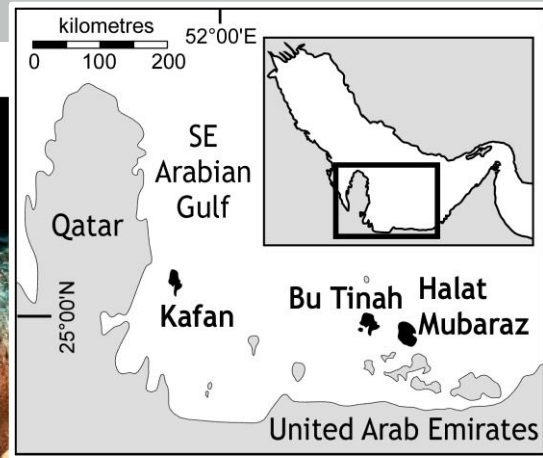 kilometres
0 100 200
52°00'E
SE
Arabian
Gulf
Qatar
25°00'N
Kafan
Bu Tinah
Halat
Mubaraz
United Arab Emirates